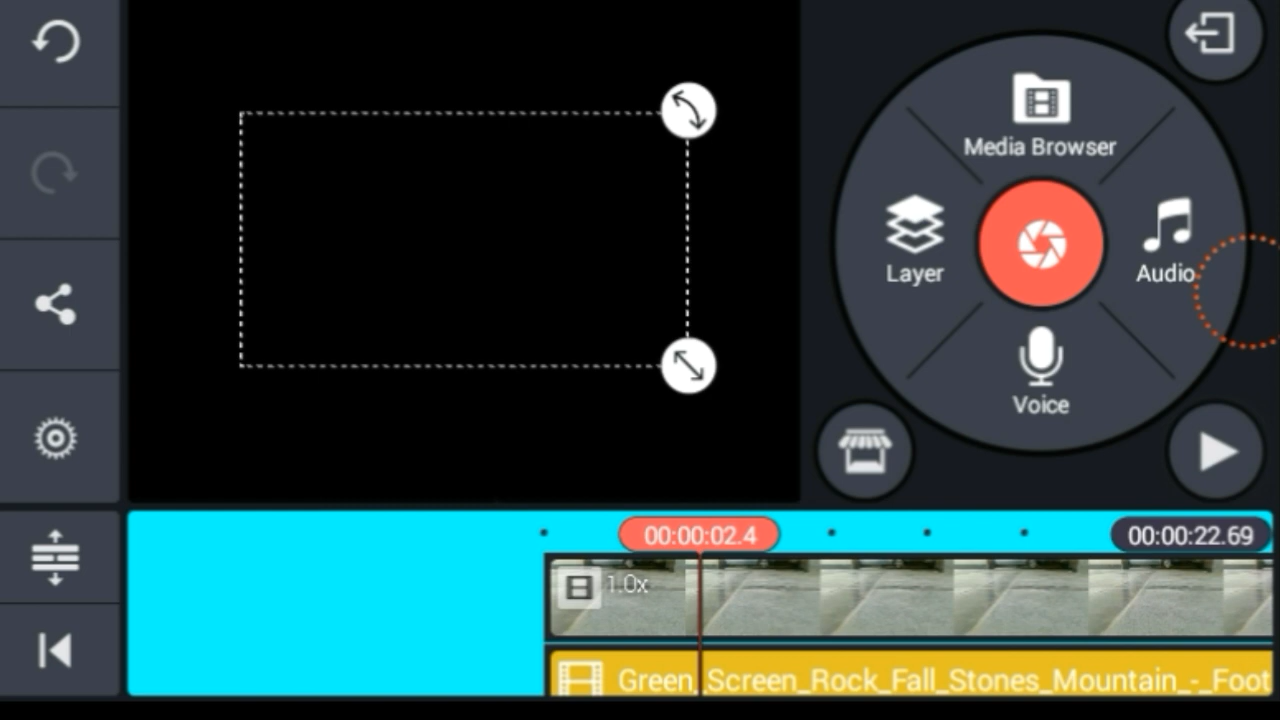 Media Browser
Layer
Audio
Voice
00:00:02.4
00:00:22.69
1.0x
Green_Screen_Rock_Fall_Stones_Mountain_-_Foot